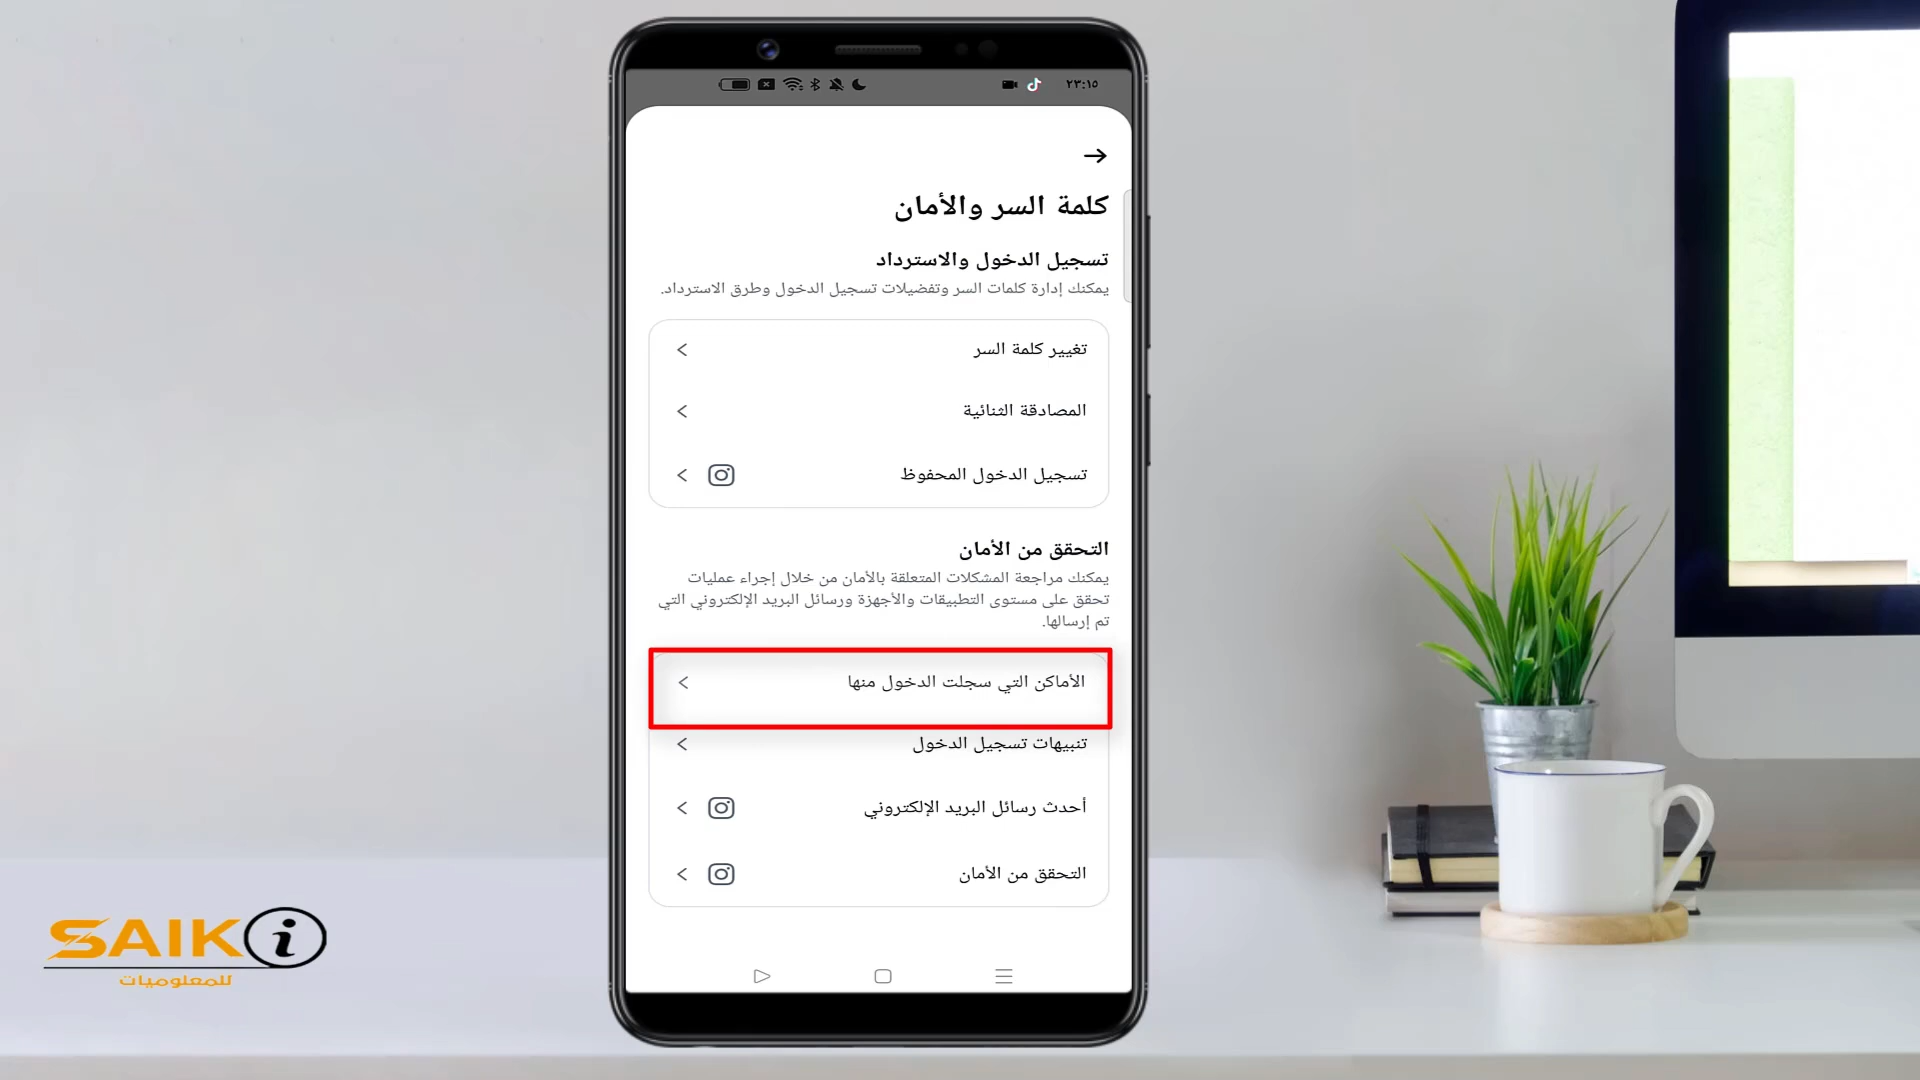 ٢٣:١٥
كلمة السر والأمان
تسجيل الدخول والاسترداد
يمكنك إدارة كلمات السر وتفضيلات تسجيل الدخول وطرق الاسترداد.
تغيير كلمة السر
المصادقة الثنائية
تسجيل الدخول المحفوظ
التحقق من الأمان
يمكنك مراجعة المشكلات المتعلقة بالأمان من خلال إجراء عمليات
تحقق على مستوى التطبيقات والأجهزة ورسائل البريد الإلكتروني التي
تم إرسالها.
الأماكن التي سجلت الدخول منها
تنبيهات تسجيل الدخول
أحدث رسائل البريد الإلكتروني
التحقق من الأمان
SAIKi
للمعلوميات